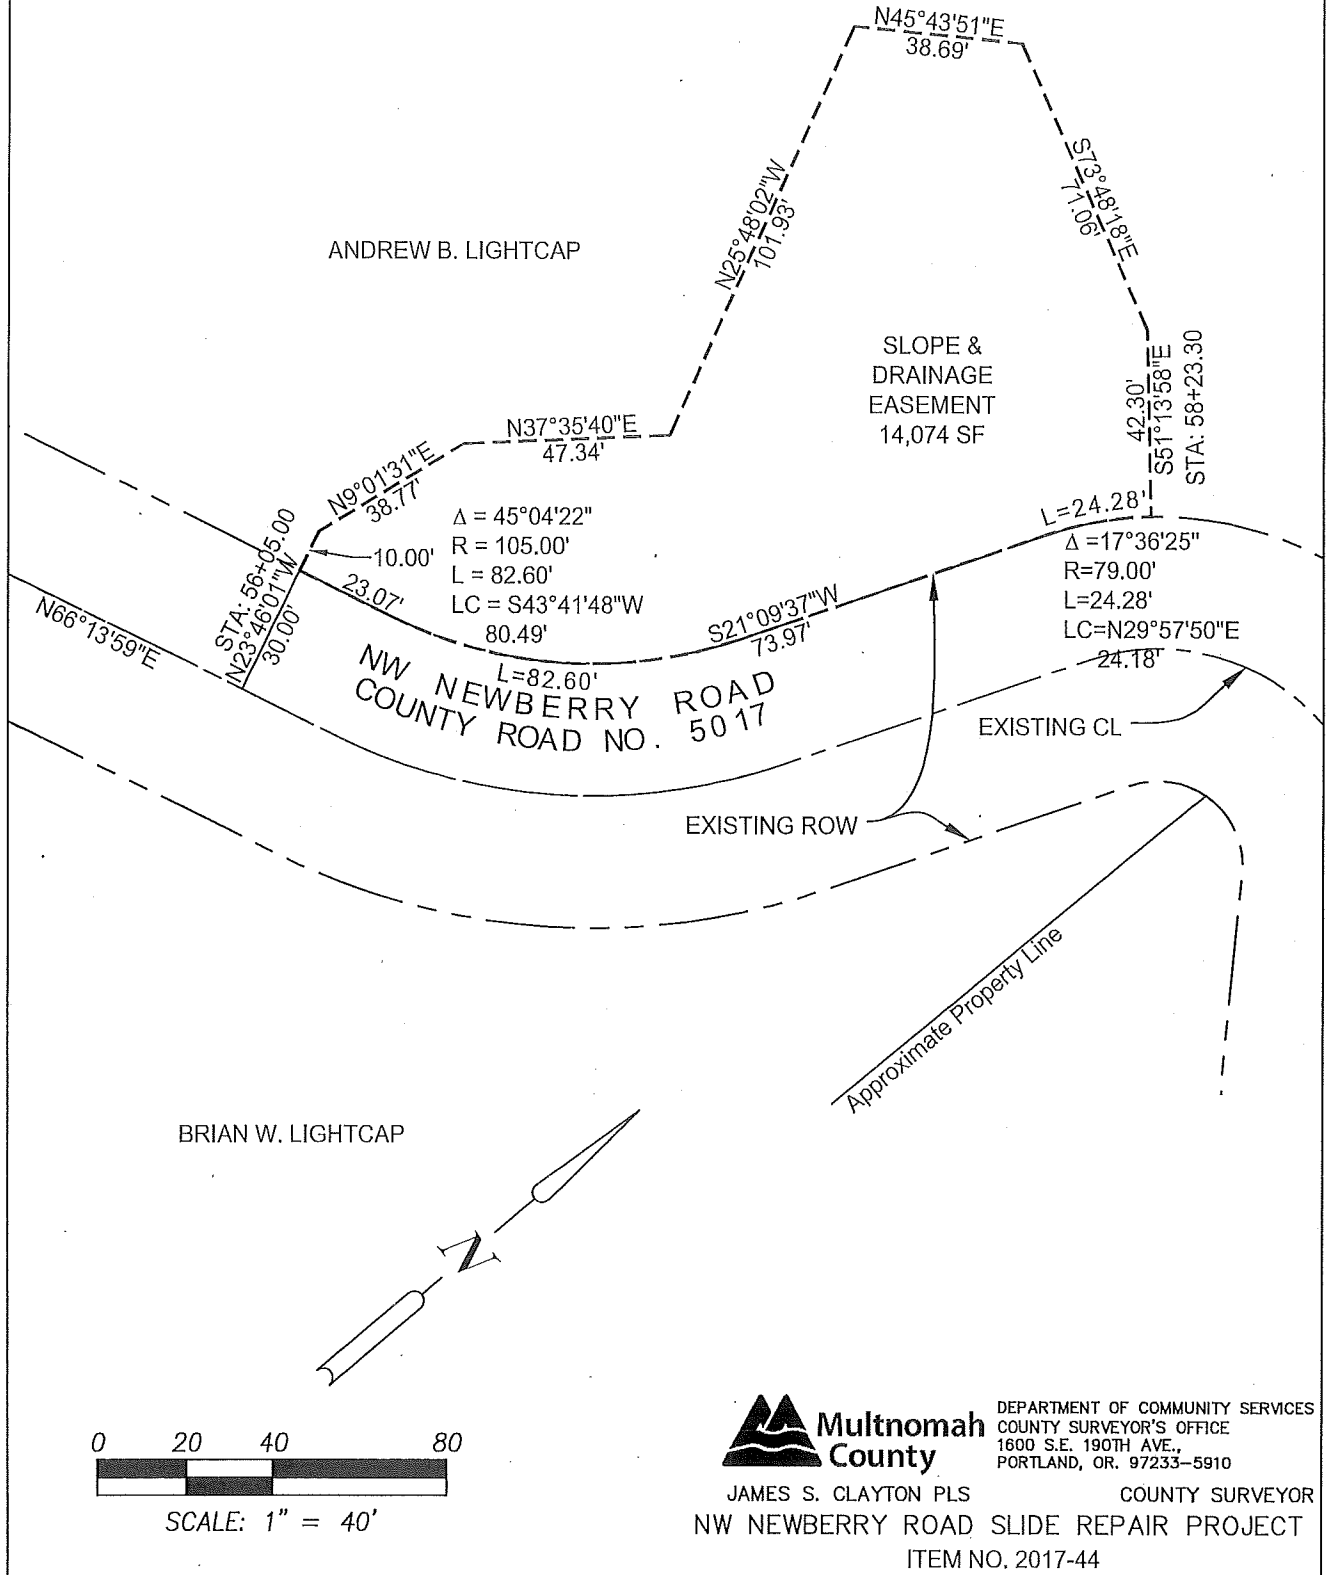 N45°43'51"E
38.69'
S73°48'18"E
71.06'
N25°48'02"W
101.93'
ANDREW B. LIGHTCAP
SLOPE &
DRAINAGE
EASEMENT
14,074 SF
42.30'
S51°13'58"E
STA: 58+23.30
N37°35'40"E
47.34'
N9°01'31"E
38.77'
10.00'
Δ = 45°04'22"
R = 105.00'
L = 82.60'
LC = S43°41'48"W
80.49'
L=24.28'
Δ =17°36'25"
R=79.00'
L=24.28'
LC=N29°57'50"E
24.18'
STA: 56+05.00
N23°46'01"W
30.00'
23.07'
N66°13'59"E
S21°09'37"W
73.97'
L=82.60'
NW NEWBERRY ROAD
COUNTY ROAD NO. 5017
EXISTING CL
EXISTING ROW
Approximate Property Line
BRIAN W. LIGHTCAP
N
0 20 40 80
SCALE: 1" = 40'
Multnomah
County
DEPARTMENT OF COMMUNITY SERVICES
COUNTY SURVEYOR'S OFFICE
1600 S.E. 190TH AVE.,
PORTLAND, OR. 97233-5910
JAMES S. CLAYTON PLS COUNTY SURVEYOR
NW NEWBERRY ROAD SLIDE REPAIR PROJECT
ITEM NO. 2017-44